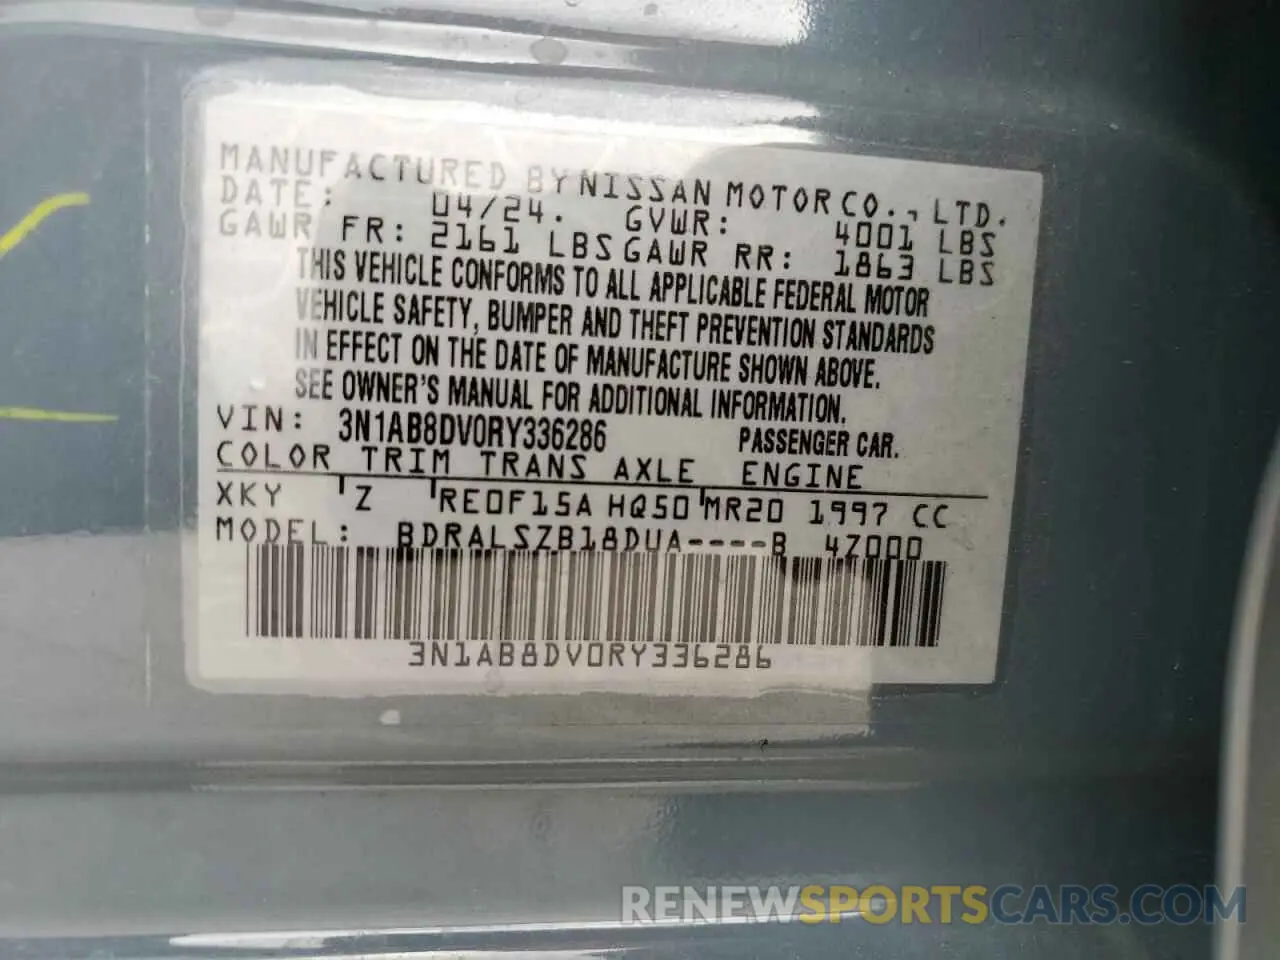 MANUFACTURED BY NISSAN MOTOR CO., LTD.
DATE: 04/24. GVWR: 4001 LBS
GAWR FR: 2161 LBS GAWR RR: 1863 LBS
THIS VEHICLE CONFORMS TO ALL APPLICABLE FEDERAL MOTOR
VEHICLE SAFETY, BUMPER AND THEFT PREVENTION STANDARDS
IN EFFECT ON THE DATE OF MANUFACTURE SHOWN ABOVE.
SEE OWNER'S MANUAL FOR ADDITIONAL INFORMATION.
VIN: 3N1AB8DV0RY336286 PASSENGER CAR.
COLOR TRIM TRANS AXLE ENGINE
XKY Z RE0F15A HQ50 MR20 1997 CC
MODEL: BDRALSZB18DUA----B 4Z000
3N1AB8DV0RY336286
RENEWSPORTSCARS.COM